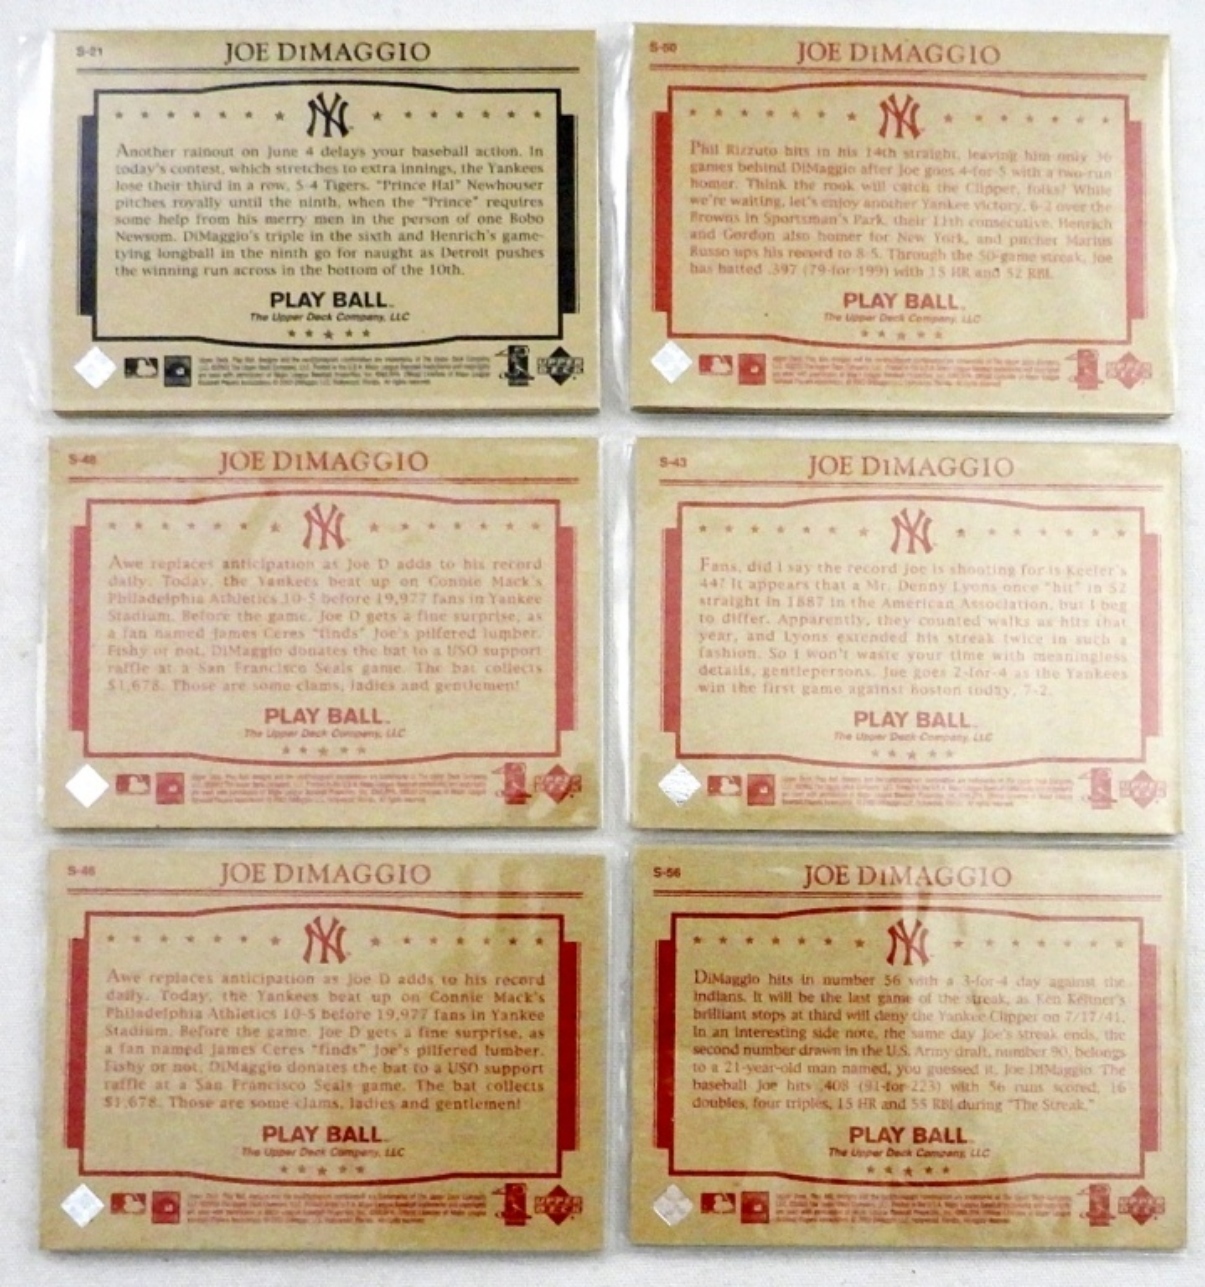 S-21
JOE DiMAGGIO
NY
Another rainout on June 4 delays your baseball action. In
today's contest, which stretches to extra innings, the Yankees
lose their third in a row, 5-4 Tigers. "Prince Hal" Newhouser
pitches royally until the ninth, when the "Prince" requires
some help from his merry men in the person of one Bobo
Newsom. DiMaggio's triple in the sixth and Henrich's game-
tying longball in the ninth go for naught as Detroit pushes
the winning run across in the bottom of the 10th.
PLAY BALL™
The Upper Deck Company, LLC
UPPER DECK
S-50
JOE DiMAGGIO
NY
Phil Rizzuto hits in his 14th straight, leaving him only 36
games behind DiMaggio after Joe goes 4-for-5 with a two-run
homer. Think the rook will catch the Clipper, folks? While
we're waiting, let's enjoy another Yankee victory, 6-2 over the
Browns in Sportsman's Park, their 11th consecutive. Henrich
and Gordon also homer for New York, and pitcher Marius
Russo ups his record to 8-5. Through the 50-game streak, Joe
has batted .397 (79-for-199) with 15 HR and 52 RBI.
PLAY BALL™
The Upper Deck Company, LLC
UPPER DECK
JOE DiMAGGIO
NY
Awe replaces anticipation as Joe D adds to his record
daily. Today, the Yankees beat up on Connie Mack's
Philadelphia Athletics 10-5 before 19,977 fans in Yankee
Stadium. Before the game, Joe D gets a fine surprise, as
a fan named James Ceres "finds" Joe's pilfered lumber.
Fishy or not, DiMaggio donates the bat to a USO support
raffle at a San Francisco Seals game. The bat collects
$1,678. Those are some clams, ladies and gentlemen!
PLAY BALL™
The Upper Deck Company, LLC
UPPER DECK
S-43
JOE DiMAGGIO
NY
Fans, did I say the record Joe is shooting for is Keeler's
44? It appears that a Mr. Denny Lyons once "hit" in 52
straight in 1887 in the American Association, but I beg
to differ. Apparently, they counted walks as hits that
year, and Lyons extended his streak twice in such a
fashion. So I won't waste your time with meaningless
details, gentlepersons. Joe goes 2-for-4 as the Yankees
win the first game against Boston today, 7-2.
PLAY BALL™
The Upper Deck Company, LLC
UPPER DECK
S-46
JOE DiMAGGIO
NY
Awe replaces anticipation as Joe D adds to his record
daily. Today, the Yankees beat up on Connie Mack's
Philadelphia Athletics 10-5 before 19,977 fans in Yankee
Stadium. Before the game, Joe D gets a fine surprise, as
a fan named James Ceres "finds" Joe's pilfered lumber.
Fishy or not, DiMaggio donates the bat to a USO support
raffle at a San Francisco Seals game. The bat collects
$1,678. Those are some clams, ladies and gentlemen!
PLAY BALL™
The Upper Deck Company, LLC
UPPER DECK
S-56
JOE DiMAGGIO
NY
DiMaggio hits in number 56 with a 3-for-4 day against the
Indians. It will be the last game of the streak, as Ken Keltner's
brilliant stops at third will deny the Yankee Clipper on 7/17/41.
In an interesting side note, the same day Joe's streak ends, the
second number drawn in the U.S. Army draft, number 90, belongs
to a 21-year-old man named, you guessed it, Joe DiMaggio. The
baseball Joe hits .408 (91-for-223) with 56 runs scored, 16
doubles, four triples, 15 HR and 55 RBI during "The Streak."
PLAY BALL™
The Upper Deck Company, LLC
UPPER DECK